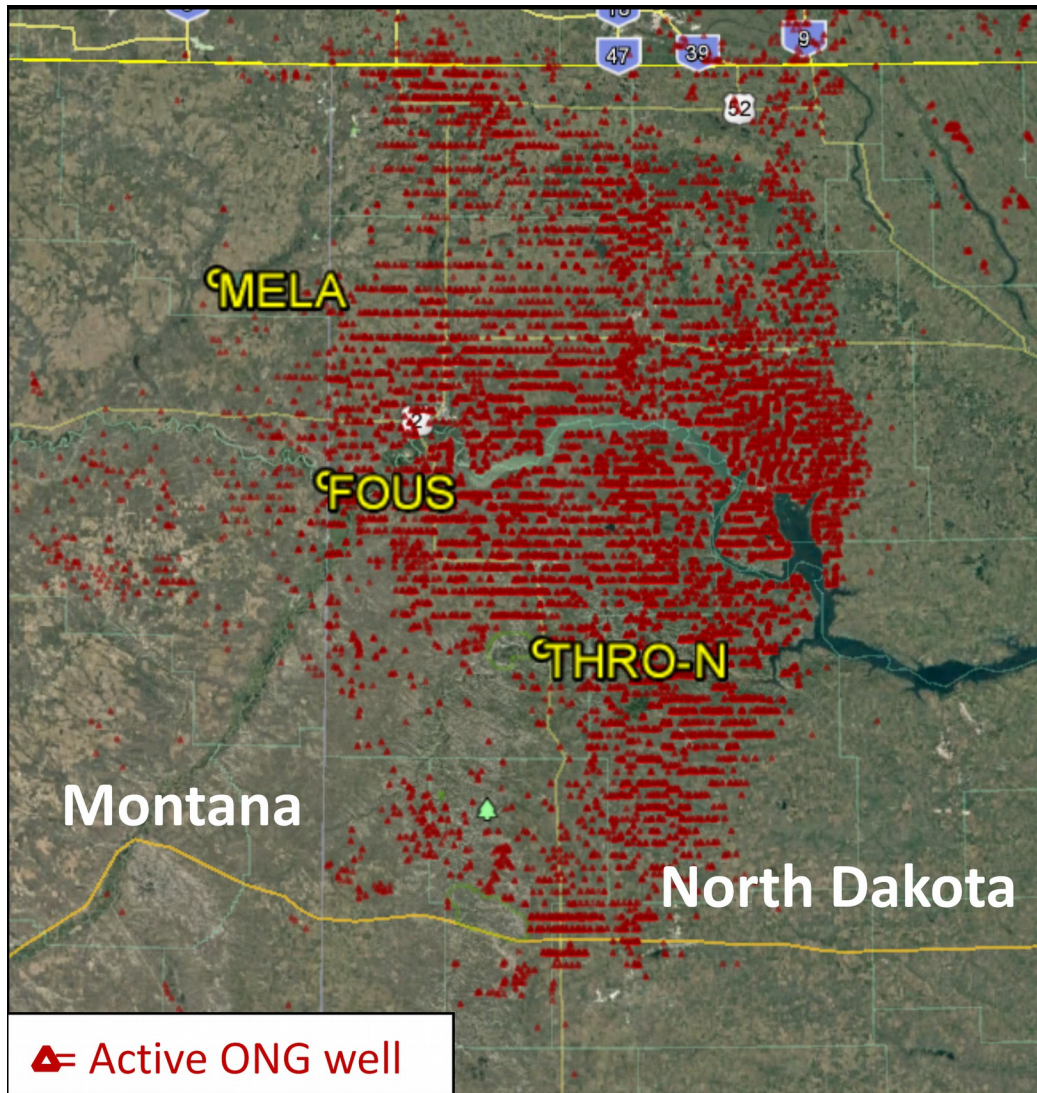 47
39
9
52
MELA
2
FOUS
THRO-N
Montana
North Dakota
= Active ONG well